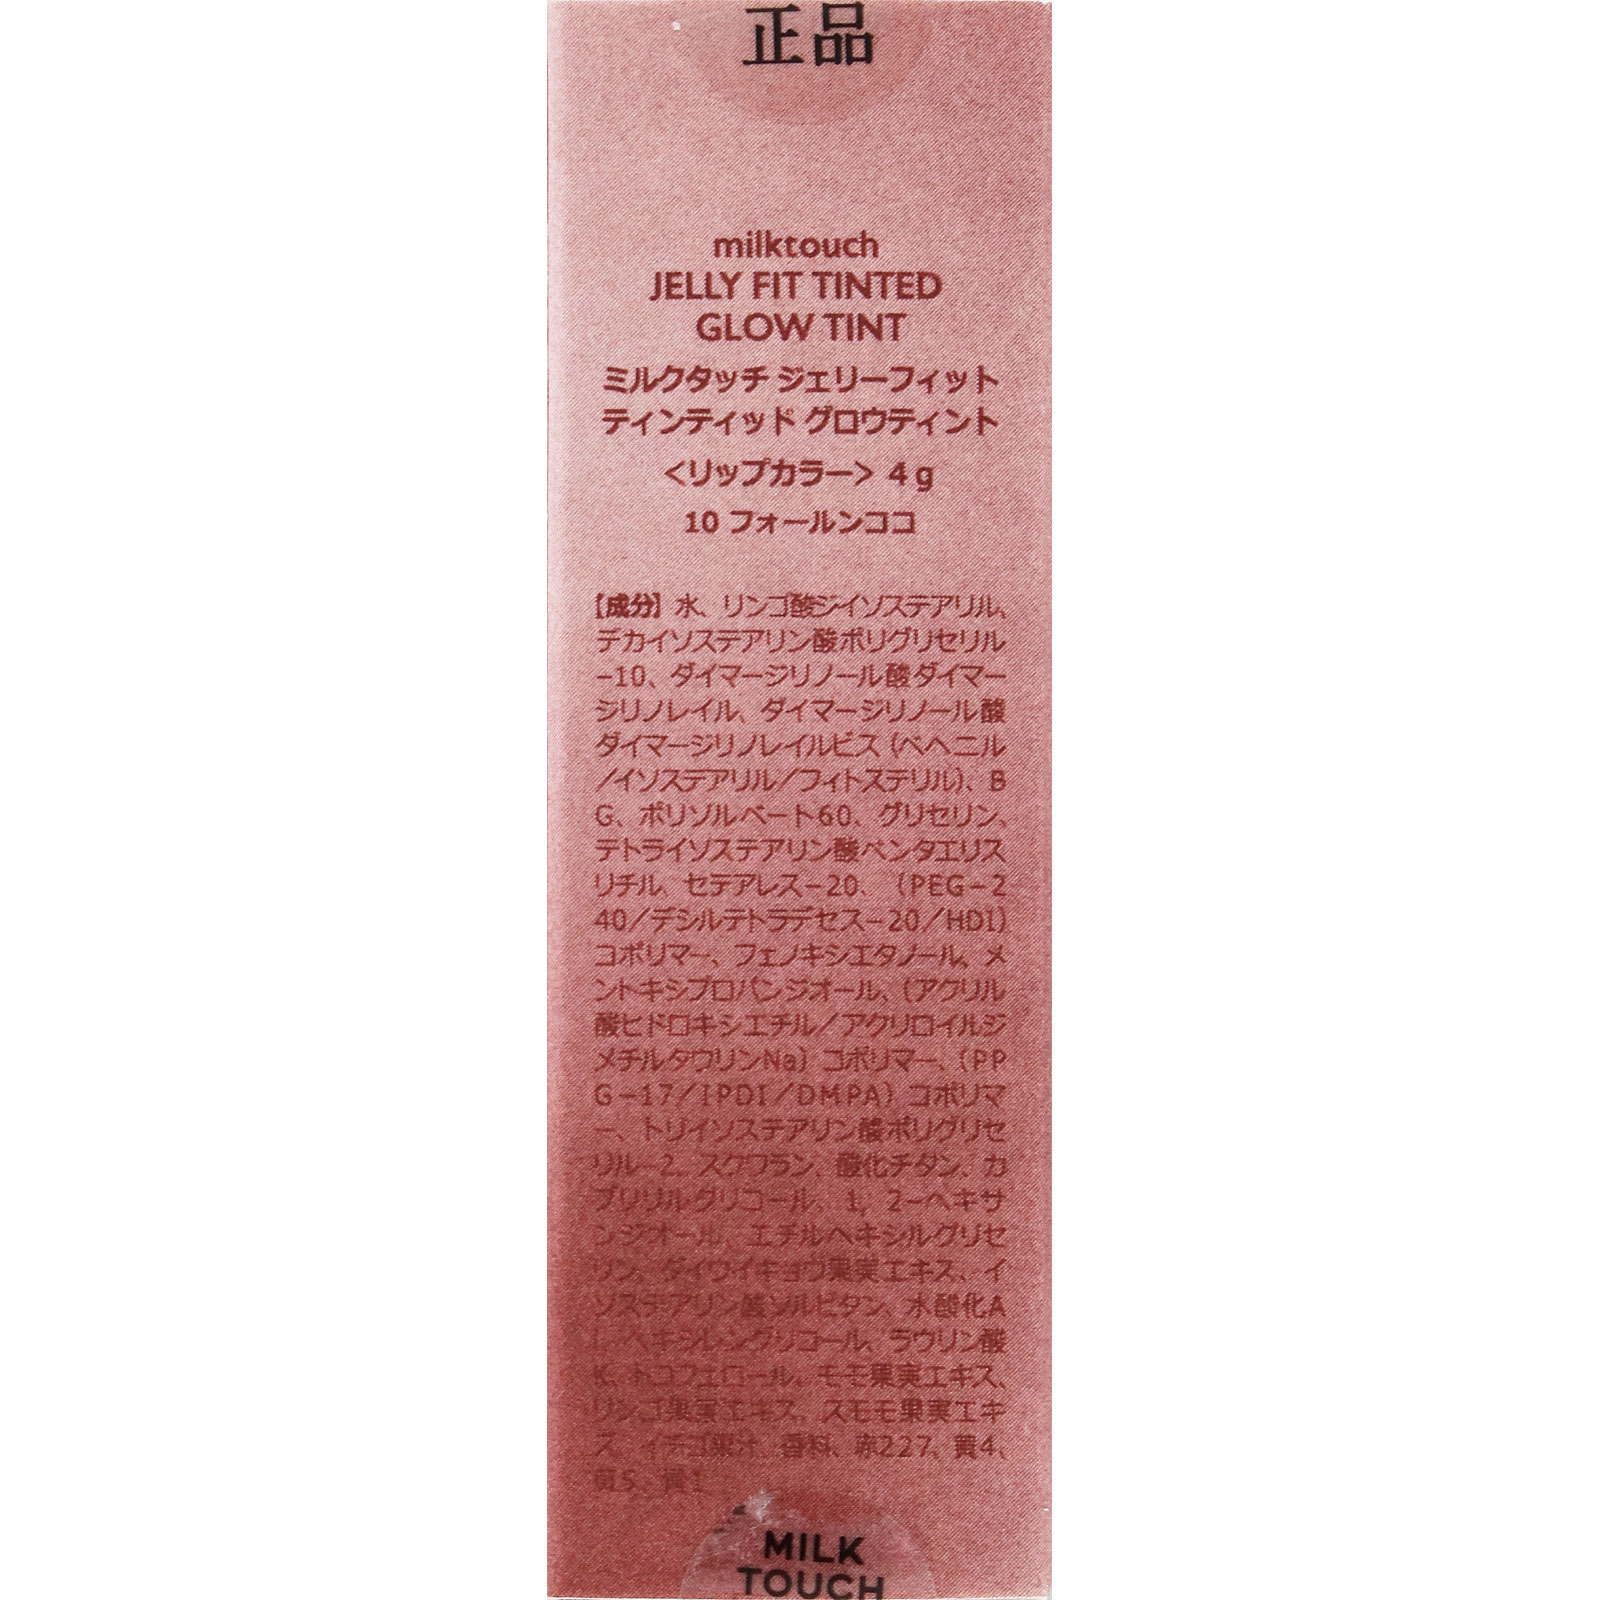 正品
milktouch
JELLY FIT TINTED
GLOW TINT
ミルクタッチ ジェリーフィット
ティンティッド グロウティント
<リップカラー> 4g
10 フォールンココ
【成分】水、リンゴ酸ジイソステアリル、
デカイソステアリン酸ポリグリセリル
-10、ダイマージリノール酸ダイマー
ジリノレイル、ダイマージリノール酸
ダイマージリノレイルビス(ベヘニル
/イソステアリル/フィトステリル)、B
G、ポリソルベート60、グリセリン、
テトライソステアリン酸ペンタエリス
リチル、セテアレス-20、(PEG-2
40/デシルテトラデセス-20/HDI)
コポリマー、フェノキシエタノール、メ
ントキシプロパンジオール、(アクリル
酸ヒドロキシエチル/アクリロイルジ
メチルタウリンNa)コポリマー、(PP
G-17/IPDI/DMPA)コポリマ
ー、トリイソステアリン酸ポリグリセ
リル-2、スクワラン、酸化チタン、カ
プリリルグリコール、1, 2-ヘキサ
ンジオール、エチルヘキシルグリセ
リン、ダイウイキョウ果実エキス、イ
ソステアリン酸ソルビタン、水酸化A
l、ヘキシレングリコール、ラウリン酸
K、トコフェロール、モモ果実エキス、
リンゴ果実エキス、スモモ果実エキ
ス、イチゴ果汁、香料、赤227、黄4、
黄5
MILK
TOUCH